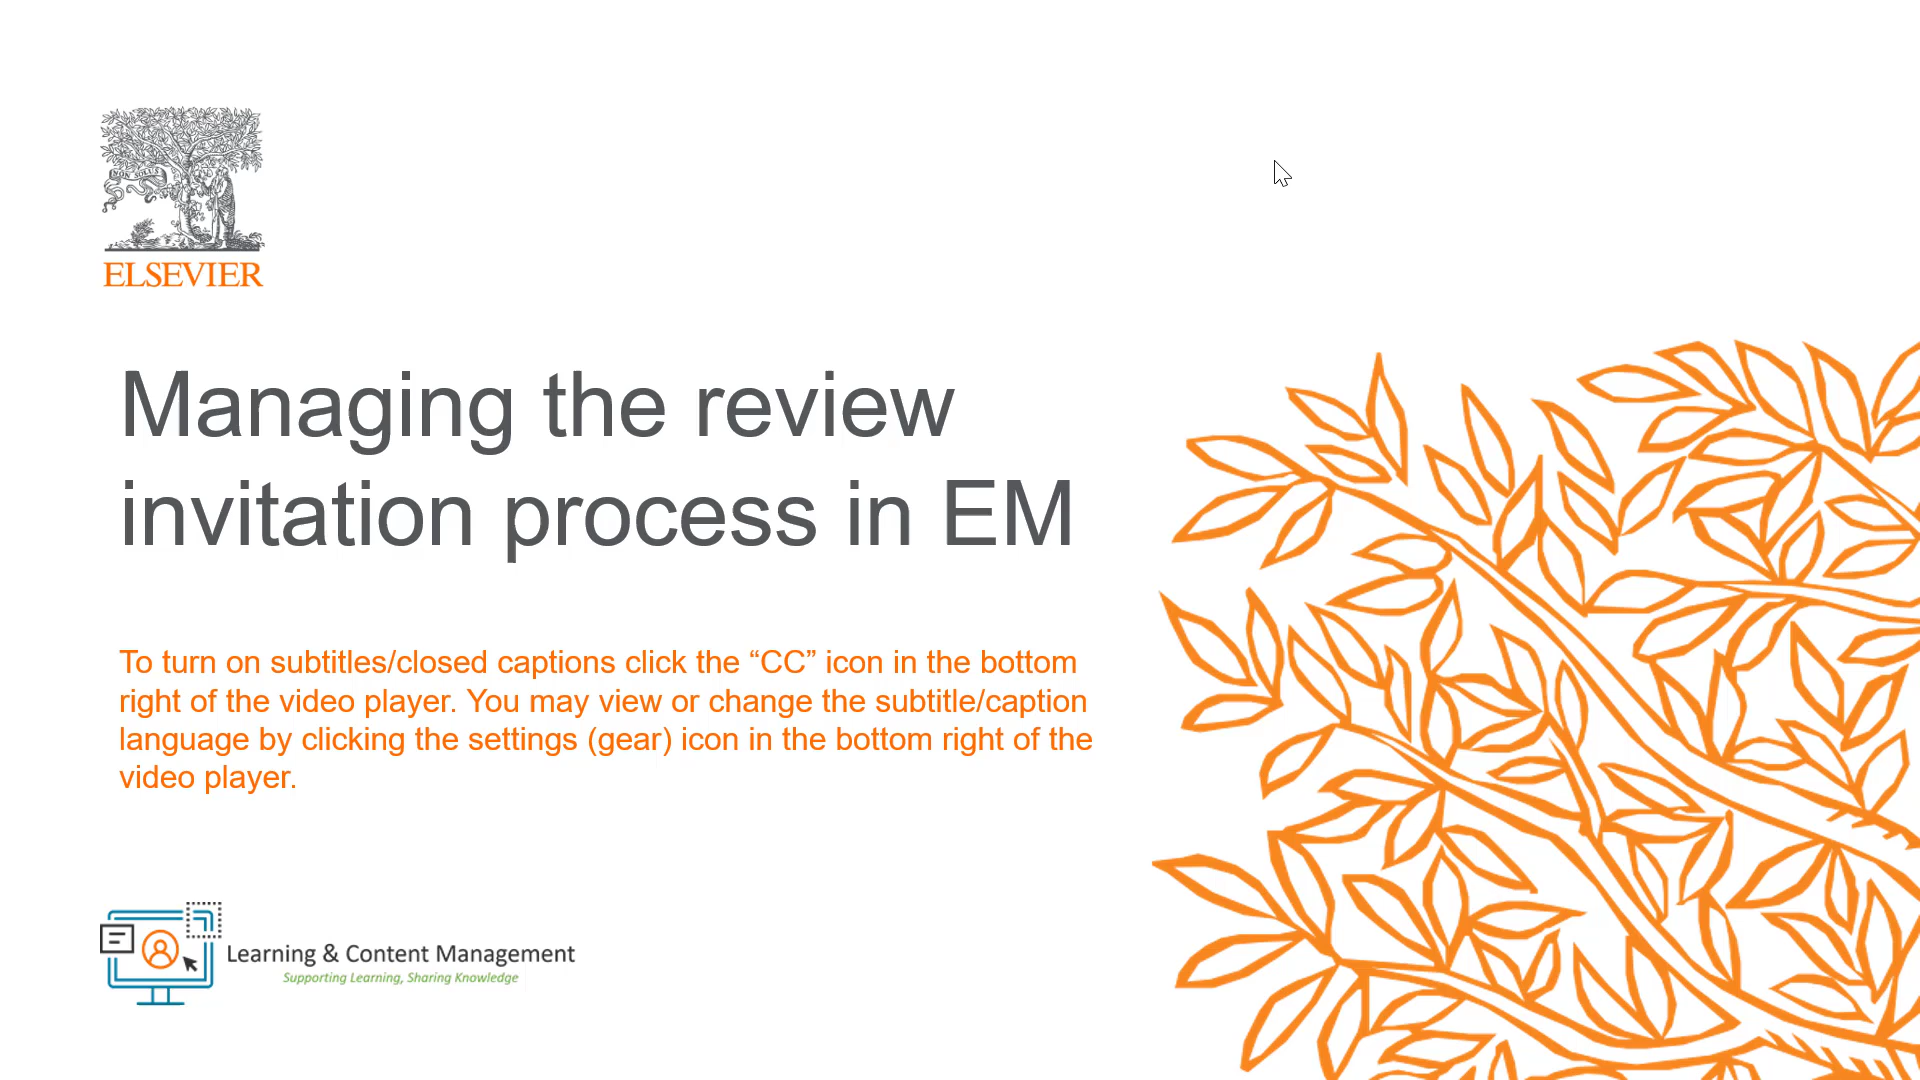 NON SOLUS
ELSEVIER
Managing the review
invitation process in EM
To turn on subtitles/closed captions click the “CC” icon in the bottom
right of the video player. You may view or change the subtitle/caption
language by clicking the settings (gear) icon in the bottom right of the
video player.
Learning & Content Management
Supporting Learning, Sharing Knowledge